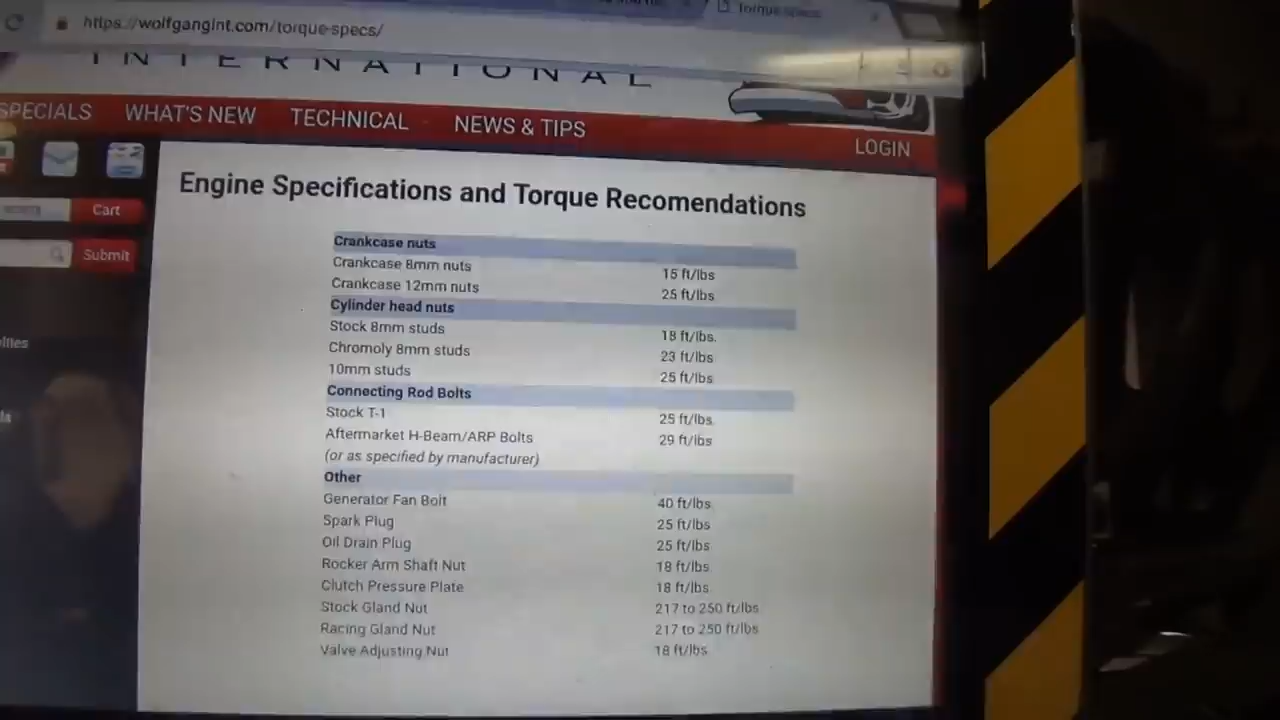 https://wolfgangint.com/torque-specs/
Torque specs
INTERNATIONAL
SPECIALS WHAT'S NEW TECHNICAL NEWS & TIPS
LOGIN
Cart
Submit
Engine Specifications and Torque Recomendations
Crankcase nuts
Crankcase 8mm nuts 15 ft/lbs
Crankcase 12mm nuts 25 ft/lbs
Cylinder head nuts
Stock 8mm studs 18 ft/lbs.
Chromoly 8mm studs 23 ft/lbs
10mm studs 25 ft/lbs
Connecting Rod Bolts
Stock T-1 25 ft/lbs
Aftermarket H-Beam/ARP Bolts 29 ft/lbs
(or as specified by manufacturer)
Other
Generator Fan Bolt 40 ft/lbs
Spark Plug 25 ft/lbs
Oil Drain Plug 25 ft/lbs
Rocker Arm Shaft Nut 18 ft/lbs
Clutch Pressure Plate 18 ft/lbs
Stock Gland Nut 217 to 250 ft/lbs
Racing Gland Nut 217 to 250 ft/lbs
Valve Adjusting Nut 18 ft/lbs